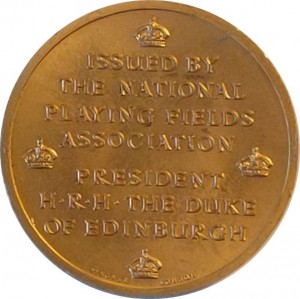 ISSUED BY
THE NATIONAL
PLAYING FIELDS
ASSOCIATION
PRESIDENT
H·R·H·THE DUKE
OF EDINBURGH